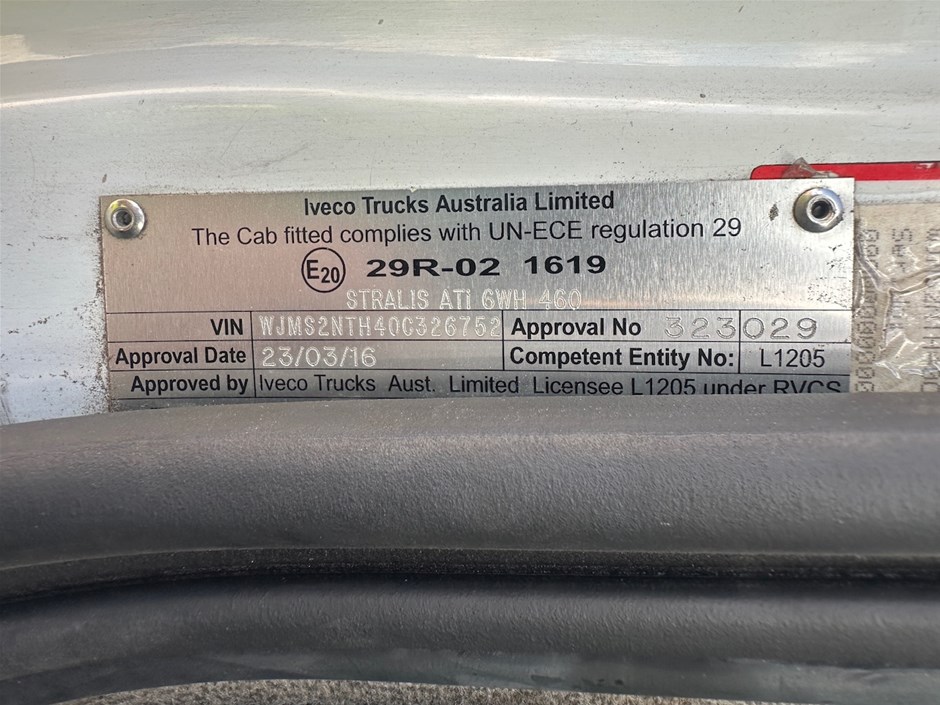 Iveco Trucks Australia Limited
The Cab fitted complies with UN-ECE regulation 29
E20 29R-02 1619
STRALIS ATi 6WH 460
VIN WJMS2NTH40C326752 Approval No 323029
Approval Date 23/03/16 Competent Entity No: L1205
Approved by Iveco Trucks Aust. Limited Licensee L1205 under RVCS